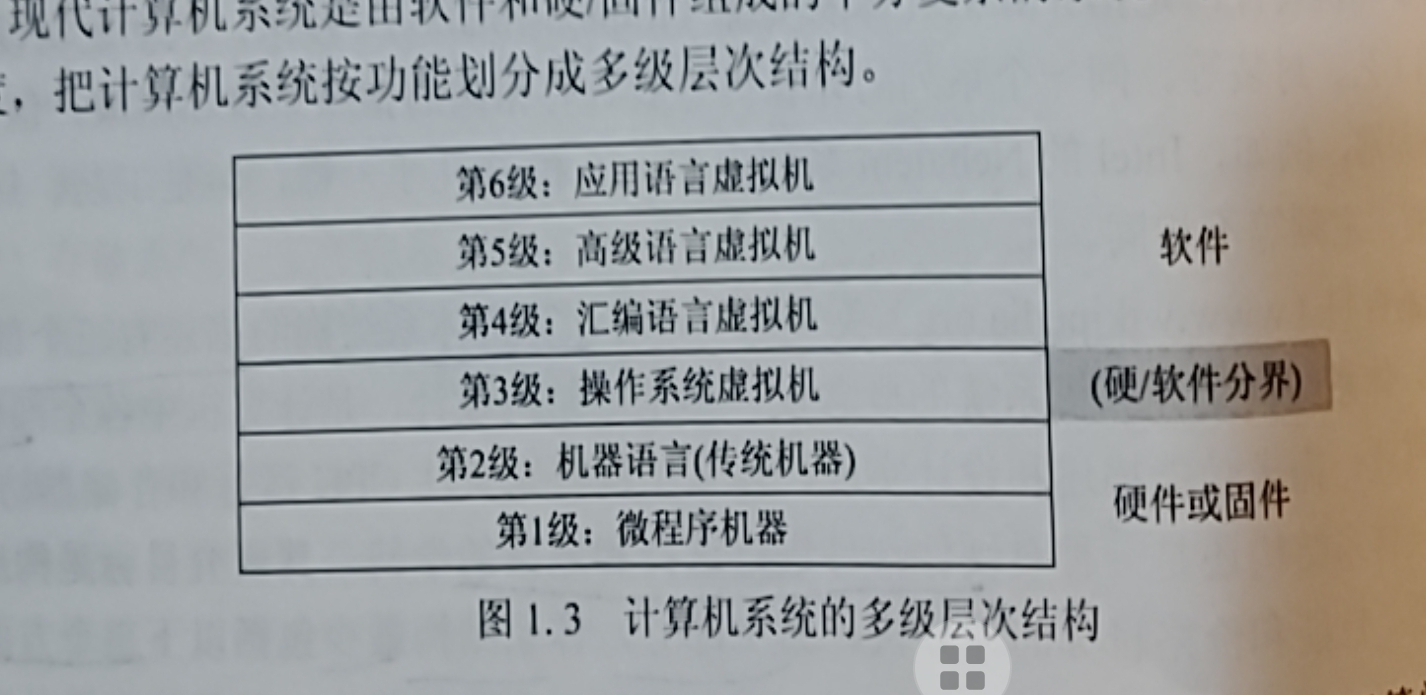 现代计算机系统是由软件和硬/固件组成的十分复杂的
，把计算机系统按功能划分成多级层次结构。
第6级：应用语言虚拟机
第5级：高级语言虚拟机
软件
第4级：汇编语言虚拟机
第3级：操作系统虚拟机
(硬/软件分界)
第2级：机器语言(传统机器)
硬件或固件
第1级：微程序机器
图 1.3 计算机系统的多级层次结构